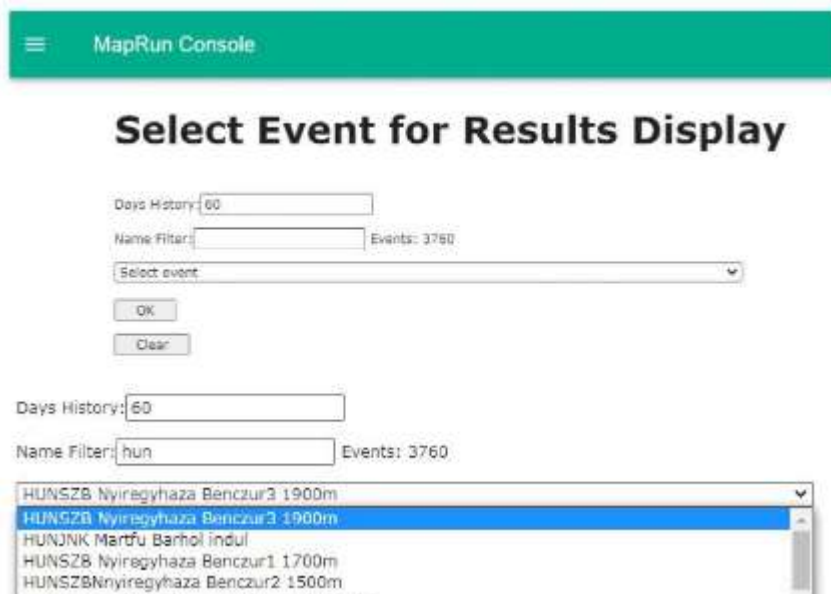 MapRun Console
Select Event for Results Display
Days History: 60
Name Filter: Events: 3760
Select event
OK
Clear
Days History: 60
Name Filter: hun Events: 3760
HUNSZB Nyiregyhaza Benczur3 1900m
HUNSZB Nyiregyhaza Benczur3 1900m
HUNJNK Martfu Barhol indul
HUNSZB Nyiregyhaza Benczur1 1700m
HUNSZBNnyiregyhaza Benczur2 1500m